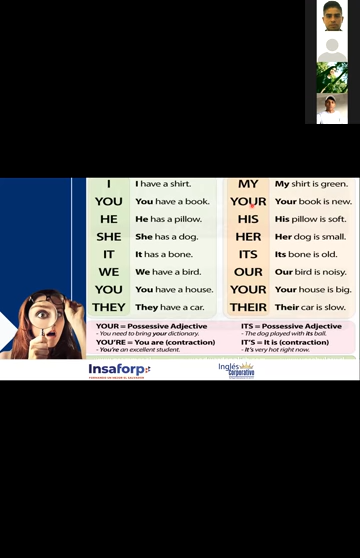 I I have a shirt. MY My shirt is green.
YOU You have a book. YOUR Your book is new.
HE He has a pillow. HIS His pillow is soft.
SHE She has a dog. HER Her dog is small.
IT It has a bone. ITS Its bone is old.
WE We have a bird. OUR Our bird is noisy.
YOU You have a house. YOUR Your house is big.
THEY They have a car. THEIR Their car is slow.
YOUR = Possessive Adjective
- You need to bring your dictionary.
YOU'RE = You are (contraction)
- You're an excellent student.
ITS = Possessive Adjective
- The dog played with its ball.
IT'S = It is (contraction)
- It's very hot right now.
Insaforp
Inglés
corporativo